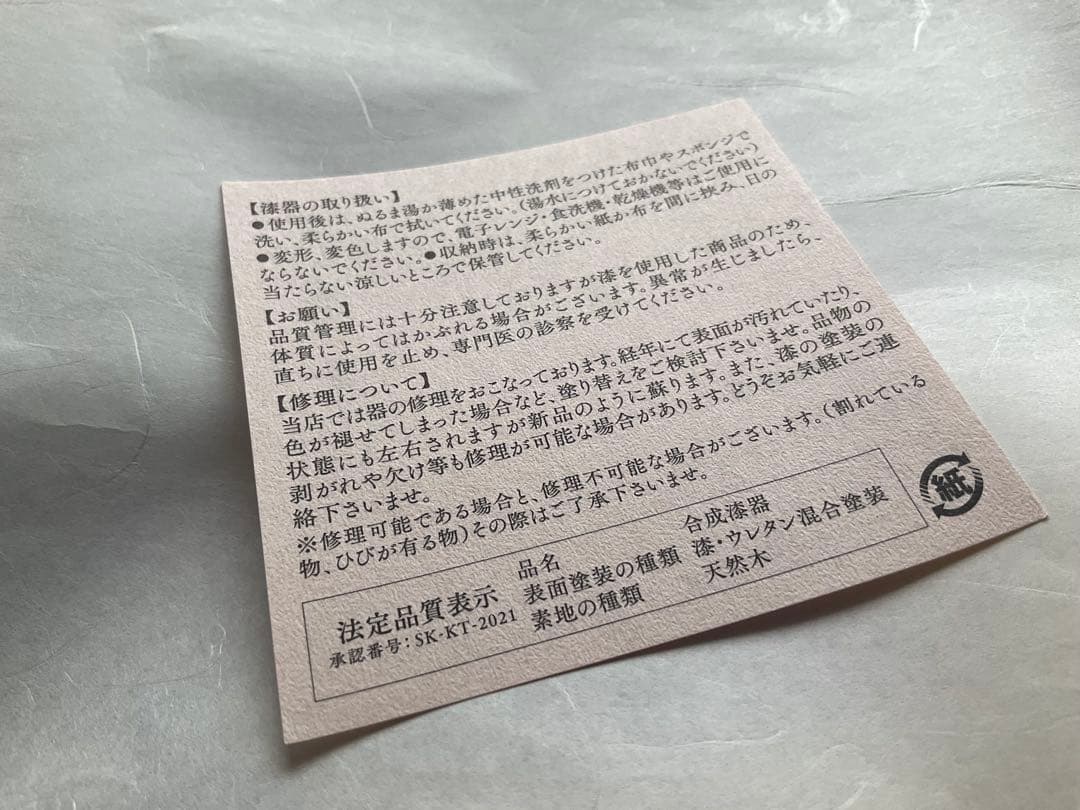 【漆器の取り扱い】
●使用後は、ぬるま湯か薄めた中性洗剤をつけた布巾やスポンジで
洗い、柔らかい布で拭いてください。(湯水につけておかないでください)
●変形、変色しますので、電子レンジ・食洗機・乾燥機等はご使用に
ならないでください。●収納時は、柔らかい紙か布を間に挟み、日の
当たらない涼しいところで保管してください。
【お願い】
品質管理には十分注意しておりますが漆を使用した商品のため、
体質によってはかぶれる場合がございます。異常が生じましたら、
直ちに使用を止め、専門医の診察を受けてください。
【修理について】
当店では器の修理をおこなっております。経年にて表面が汚れていたり、
色が褪せてしまった場合など、塗り替えをご検討下さいませ。品物の
状態にも左右されますが新品のように蘇ります。また、漆の塗装の
剥がれや欠け等も修理が可能な場合があります。どうぞお気軽にご連
絡下さいませ。
※修理可能である場合と、修理不可能な場合がございます。(割れている
物、ひびが有る物)その際はご了承下さいませ。
法定品質表示
承認番号:SK-KT-2021
品名 合成漆器
表面塗装の種類 漆・ウレタン混合塗装
素地の種類 天然木
紙